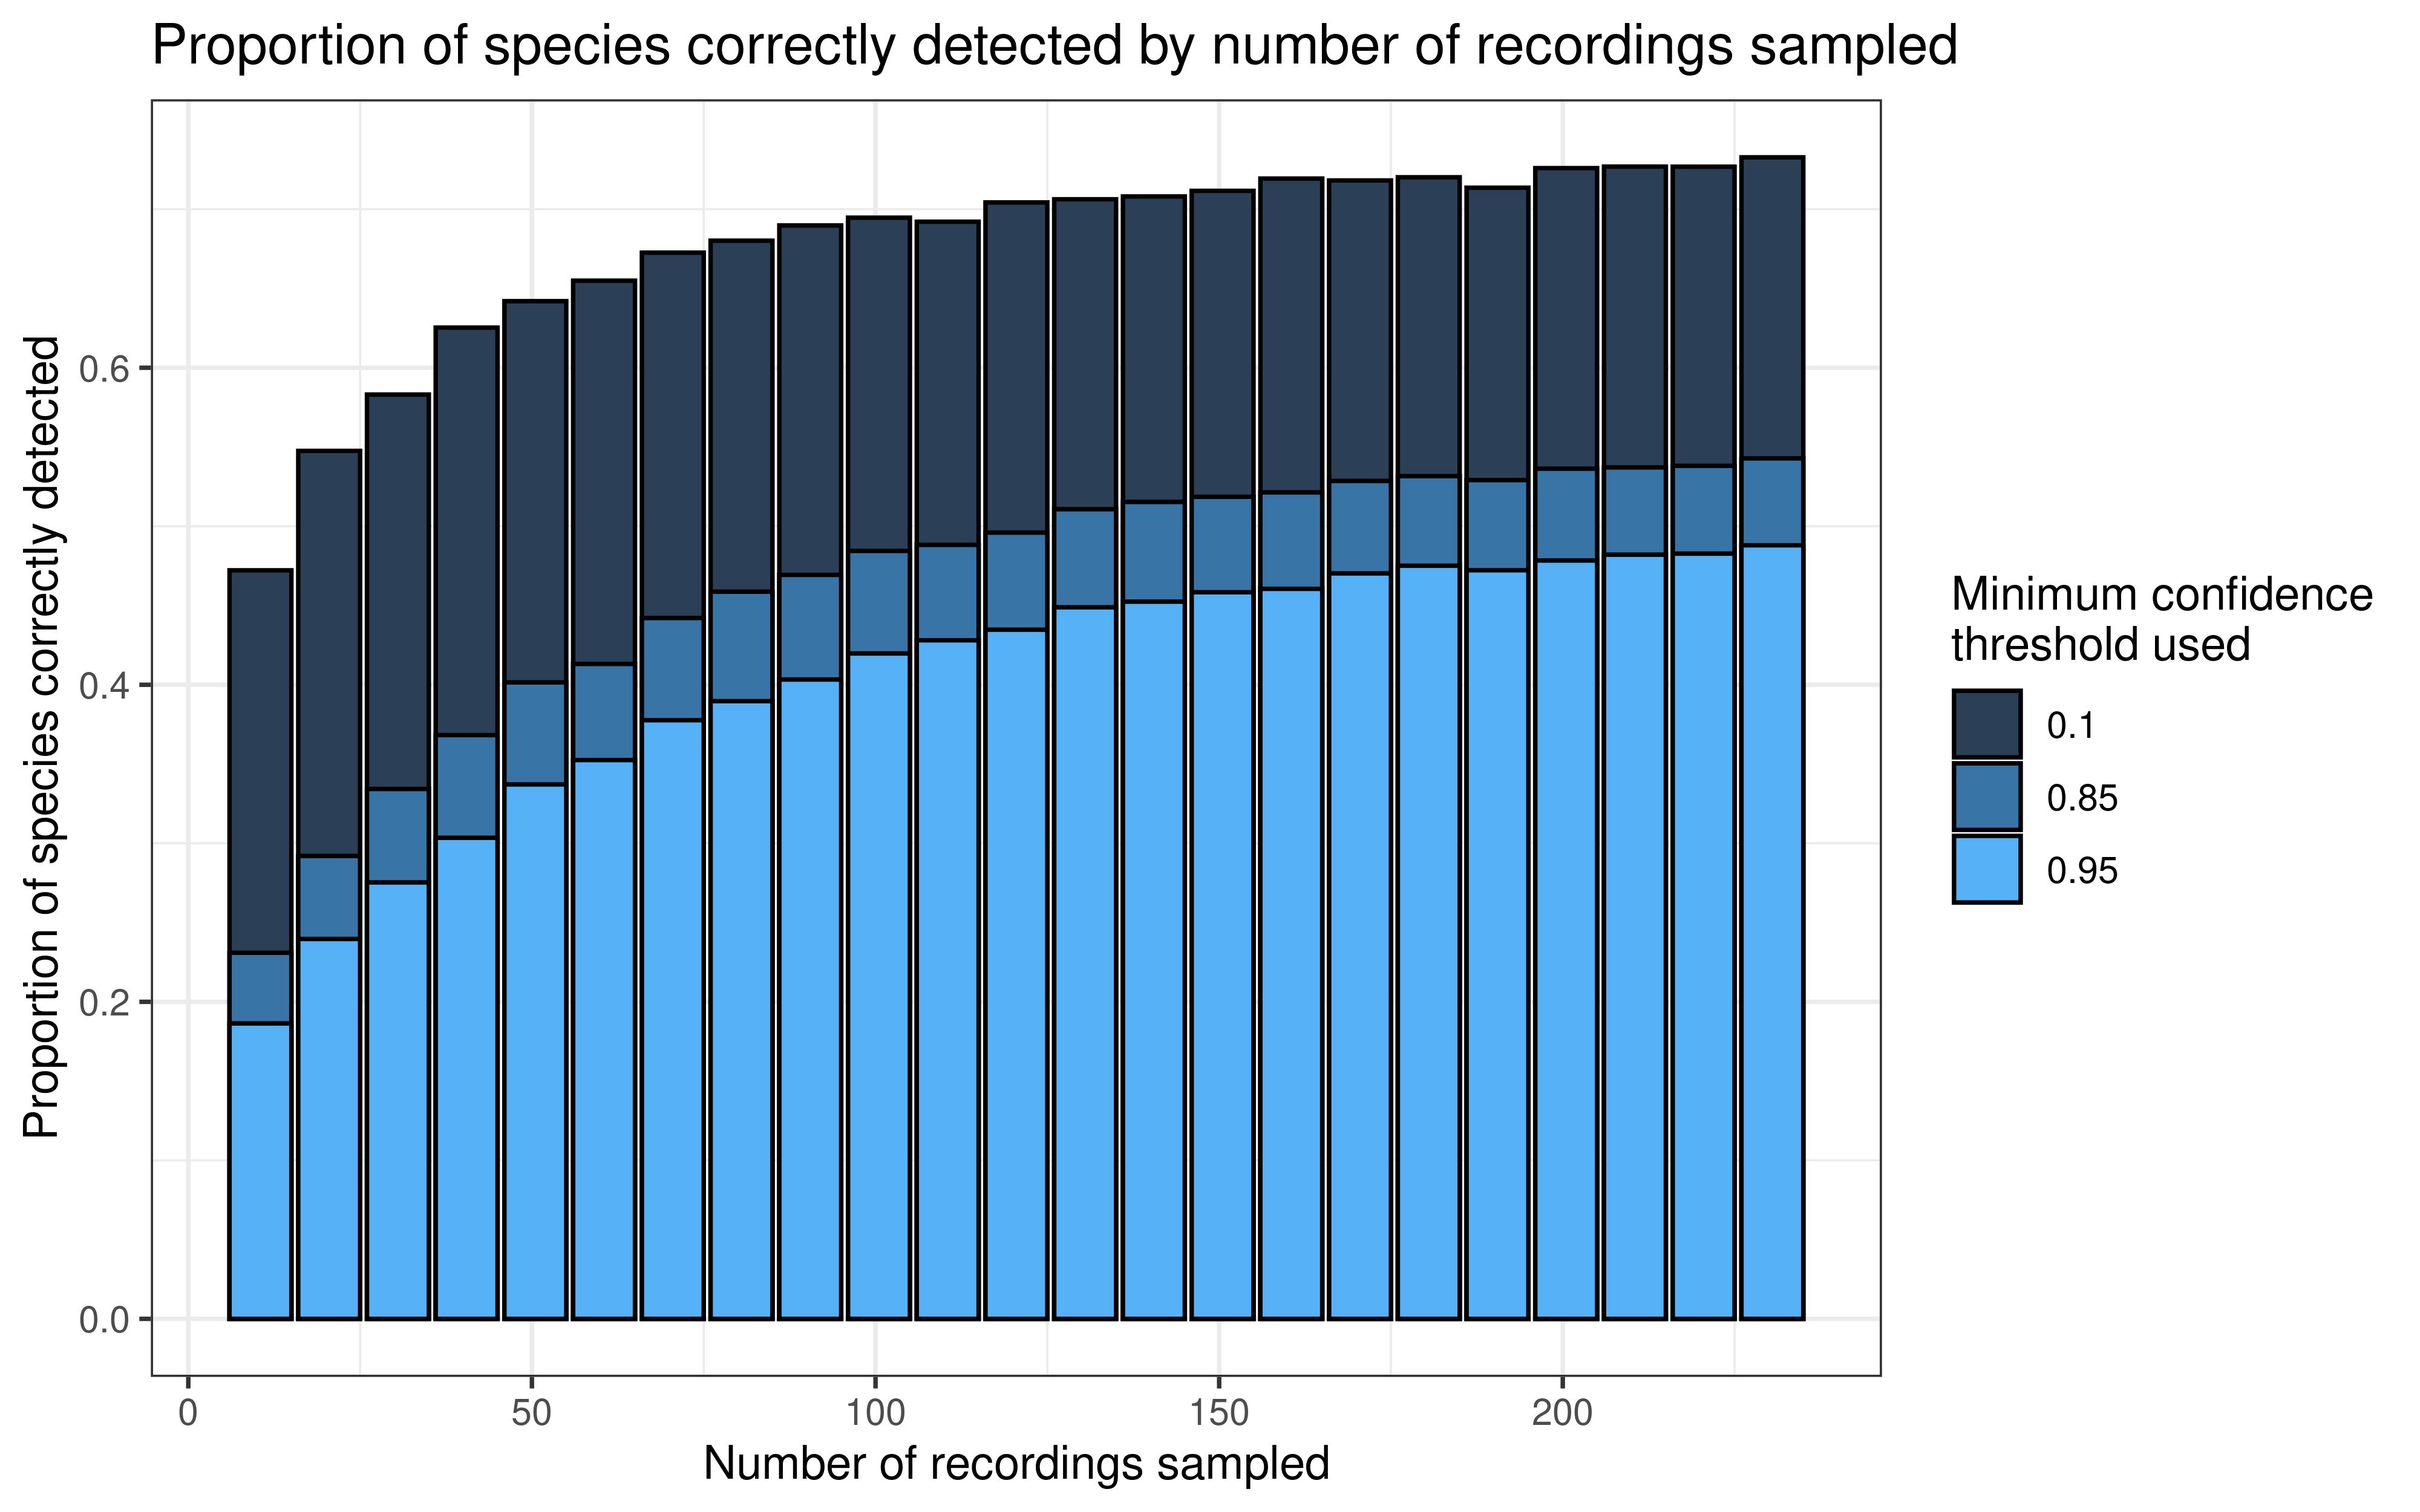 Proportion of species correctly detected by number of recordings sampled
Proportion of species correctly detected
0.6
0.4
0.2
0.0
0
50
100
150
200
Number of recordings sampled
Minimum confidence
threshold used
0.1
0.85
0.95